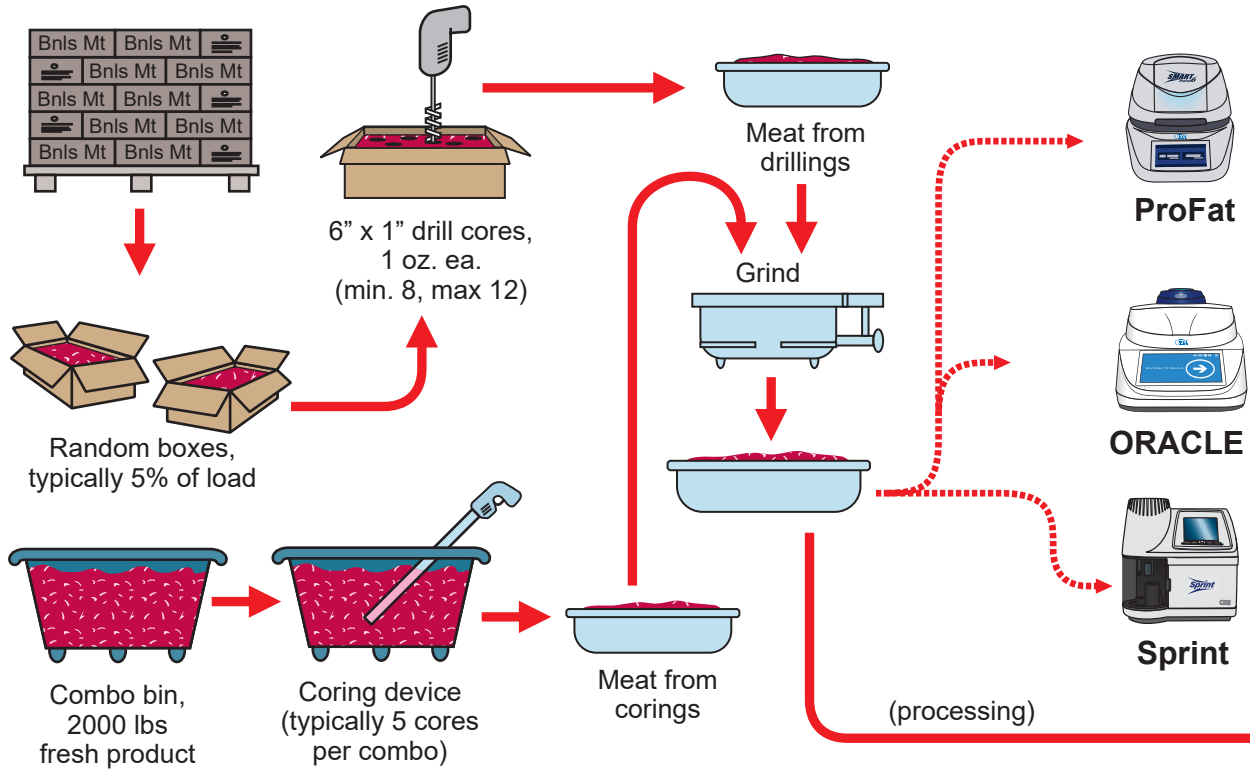 Bnls Mt Bnls Mt
Bnls Mt Bnls Mt
Bnls Mt Bnls Mt
Bnls Mt Bnls Mt
Bnls Mt Bnls Mt
6” x 1” drill cores,
1 oz. ea.
(min. 8, max 12)
Meat from
drillings
SMART
CEM
ProFat
Grind
Random boxes,
typically 5% of load
CEM
ORACLE
Combo bin,
2000 lbs
fresh product
Coring device
(typically 5 cores
per combo)
Meat from
corings
Sprint
CEM
Sprint
(processing)